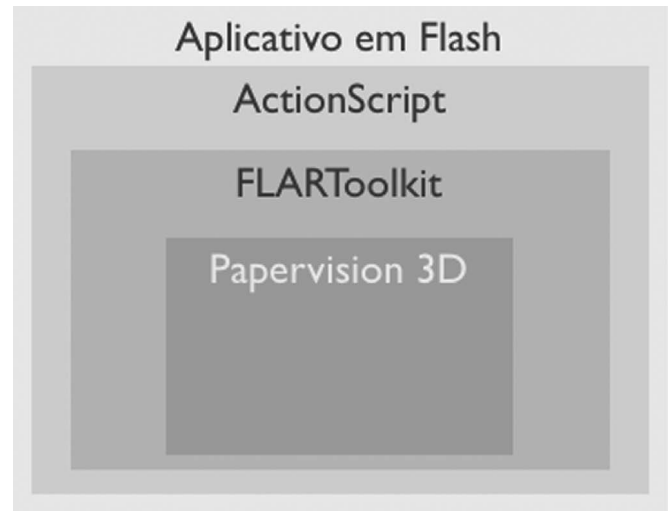 Aplicativo em Flash
ActionScript
FLARToolkit
Papervision 3D